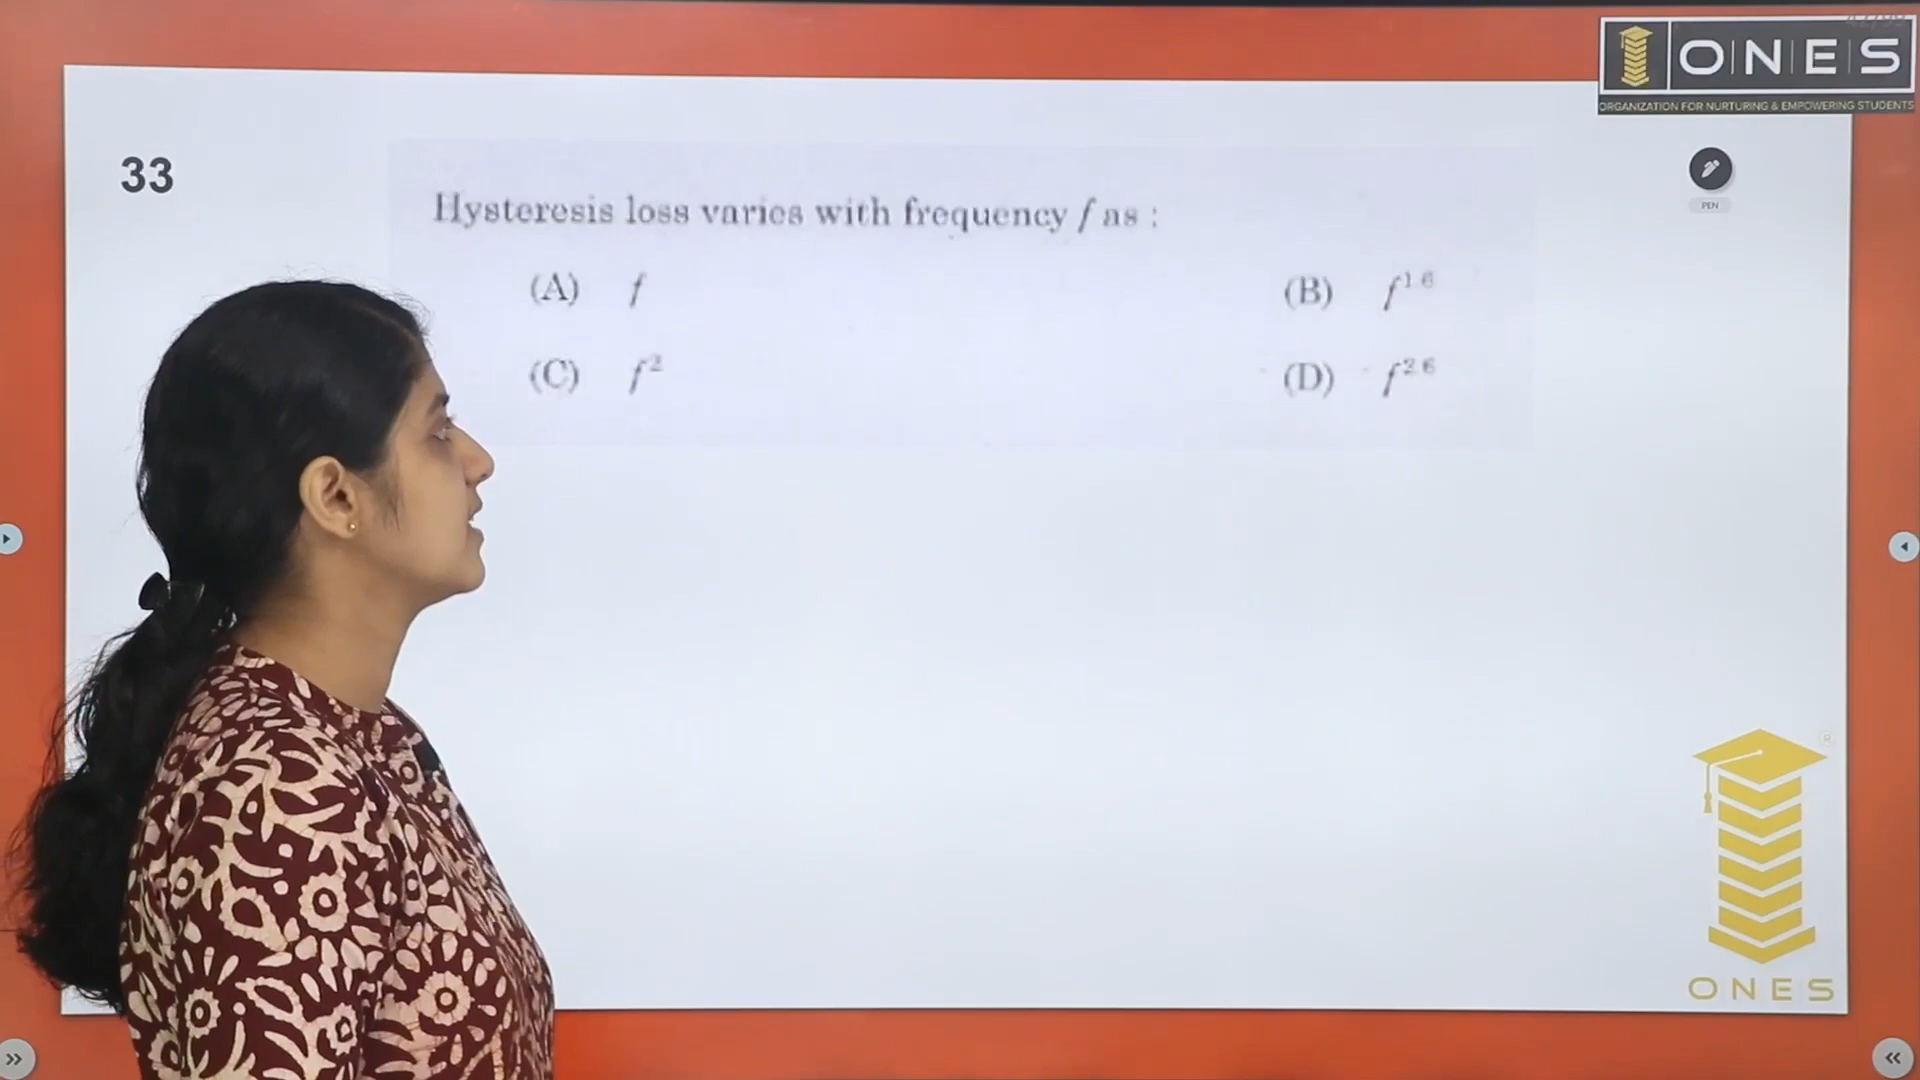 ONES
ORGANIZATION FOR NURTURING & EMPOWERING STUDENTS
33
PEN
Hysteresis loss varies with frequency f as :
(A) f
(B) f^1.6
(C) f^2
(D) f^2.6
®
ONES